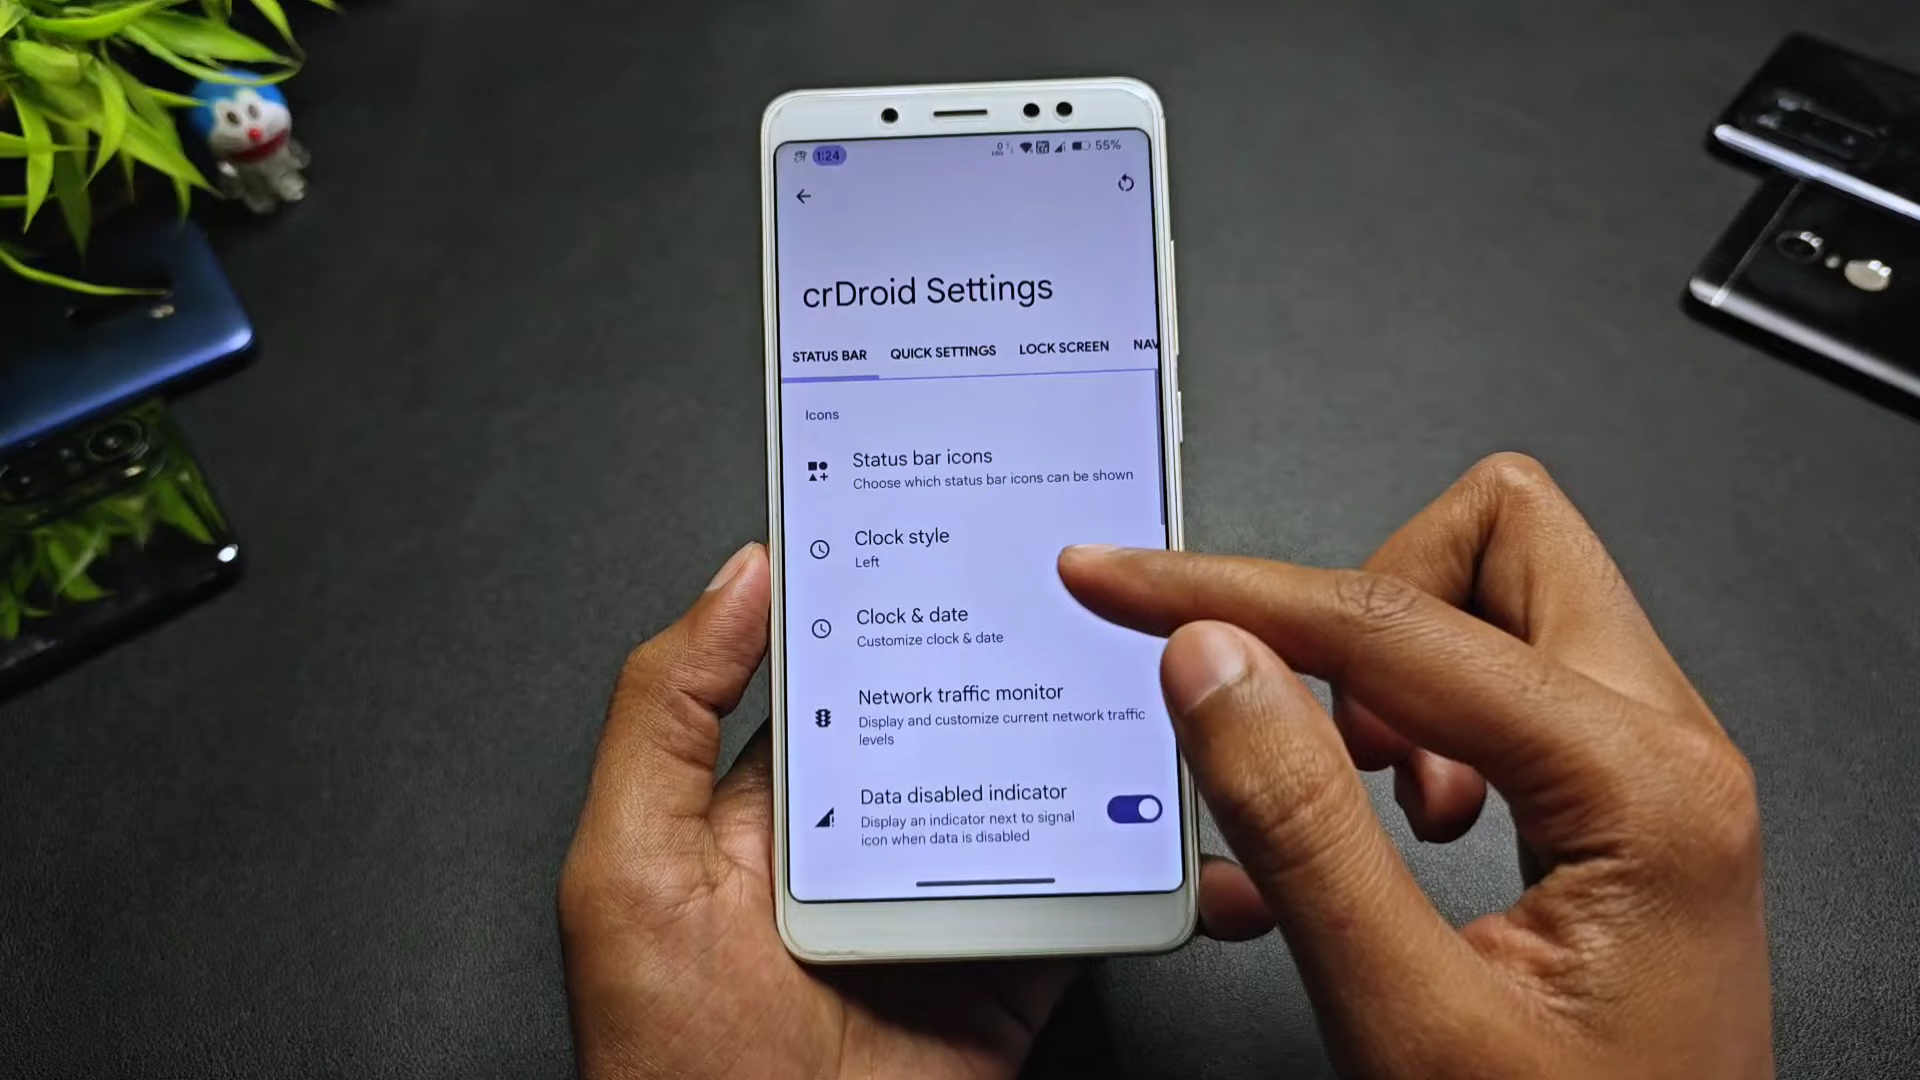 1:24
55%
crDroid Settings
STATUS BAR QUICK SETTINGS LOCK SCREEN NAV
Icons
Status bar icons
Choose which status bar icons can be shown
Clock style
Left
Clock & date
Customize clock & date
Network traffic monitor
Display and customize current network traffic
levels
Data disabled indicator
Display an indicator next to signal
icon when data is disabled